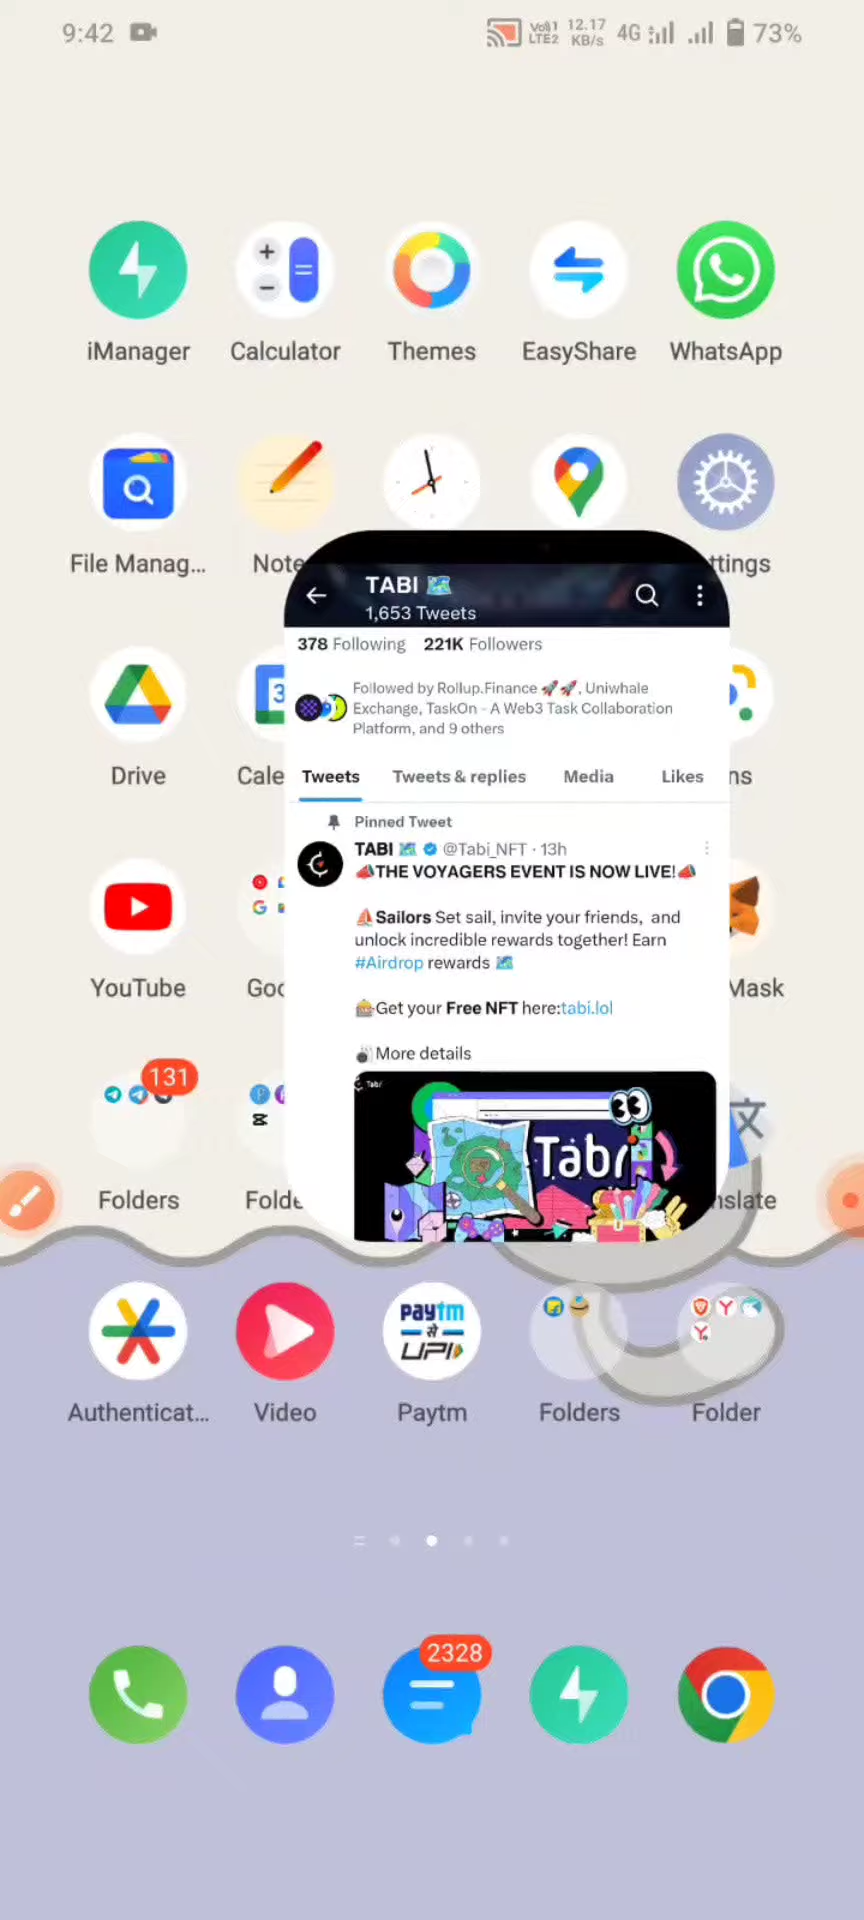 9:42
Vo))1 LTE2
12.17 KB/s
4G
73%
iManager
Calculator
Themes
EasyShare
WhatsApp
File Manag...
Note
ttings
TABI
1,653 Tweets
378 Following 221K Followers
Followed by Rollup.Finance 🚀🚀, Uniwhale
Exchange, TaskOn - A Web3 Task Collaboration
Platform, and 9 others
Tweets
Tweets & replies
Media
Likes
Pinned Tweet
TABI 🗺️ @Tabi_NFT · 13h
📣THE VOYAGERS EVENT IS NOW LIVE!📣
⛵Sailors Set sail, invite your friends, and
unlock incredible rewards together! Earn
#Airdrop rewards 🗺️
🎰Get your Free NFT here:tabi.lol
🎳More details
Tabi
Tabi
Drive
Cale
ns
YouTube
Goo
Mask
131
Folders
Folde
nslate
paytm
से
UPI
Authenticat...
Video
Paytm
Folders
Folder
2328